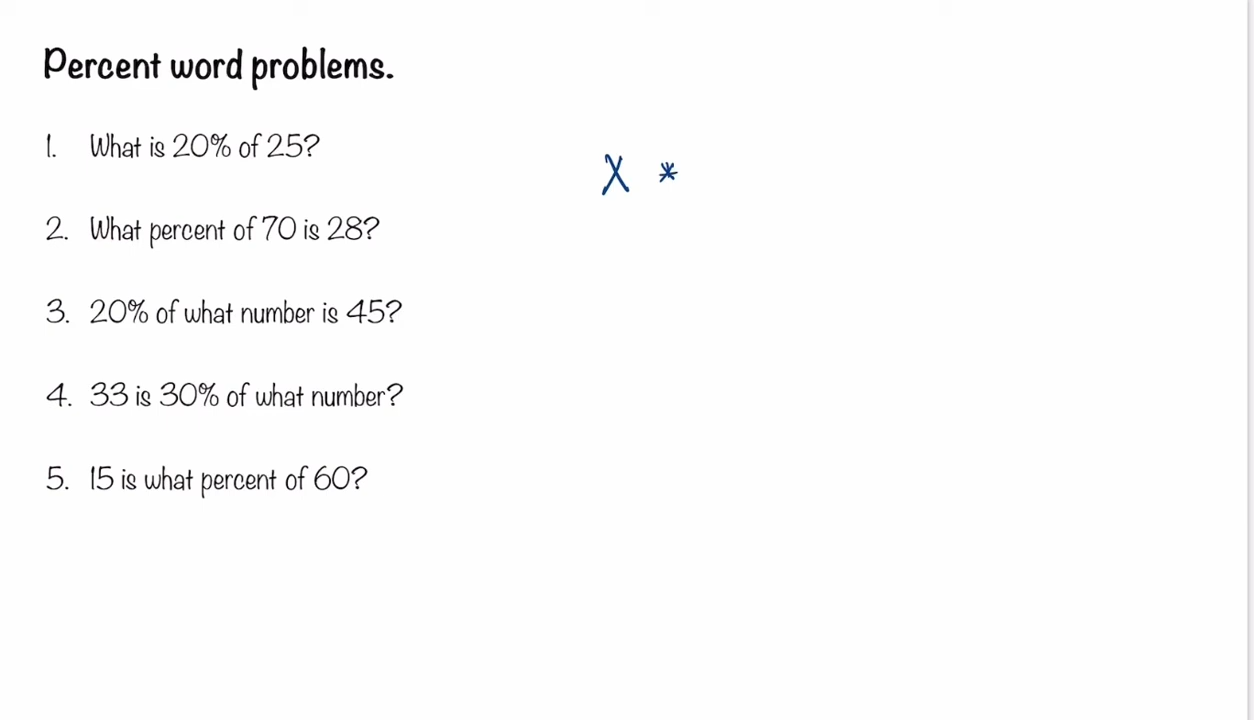 Percent word problems.
1. What is 20% of 25?
X *
2. What percent of 70 is 28?
3. 20% of what number is 45?
4. 33 is 30% of what number?
5. 15 is what percent of 60?